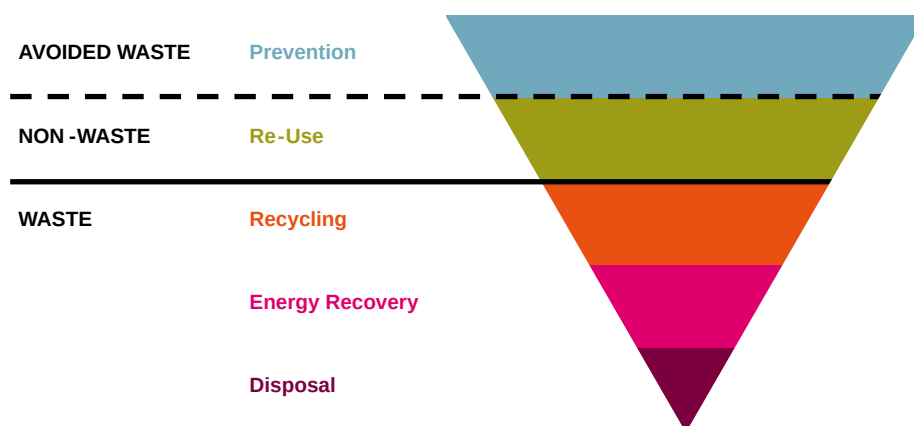 AVOIDED WASTE Prevention
NON -WASTE Re-Use
WASTE Recycling
Energy Recovery
Disposal